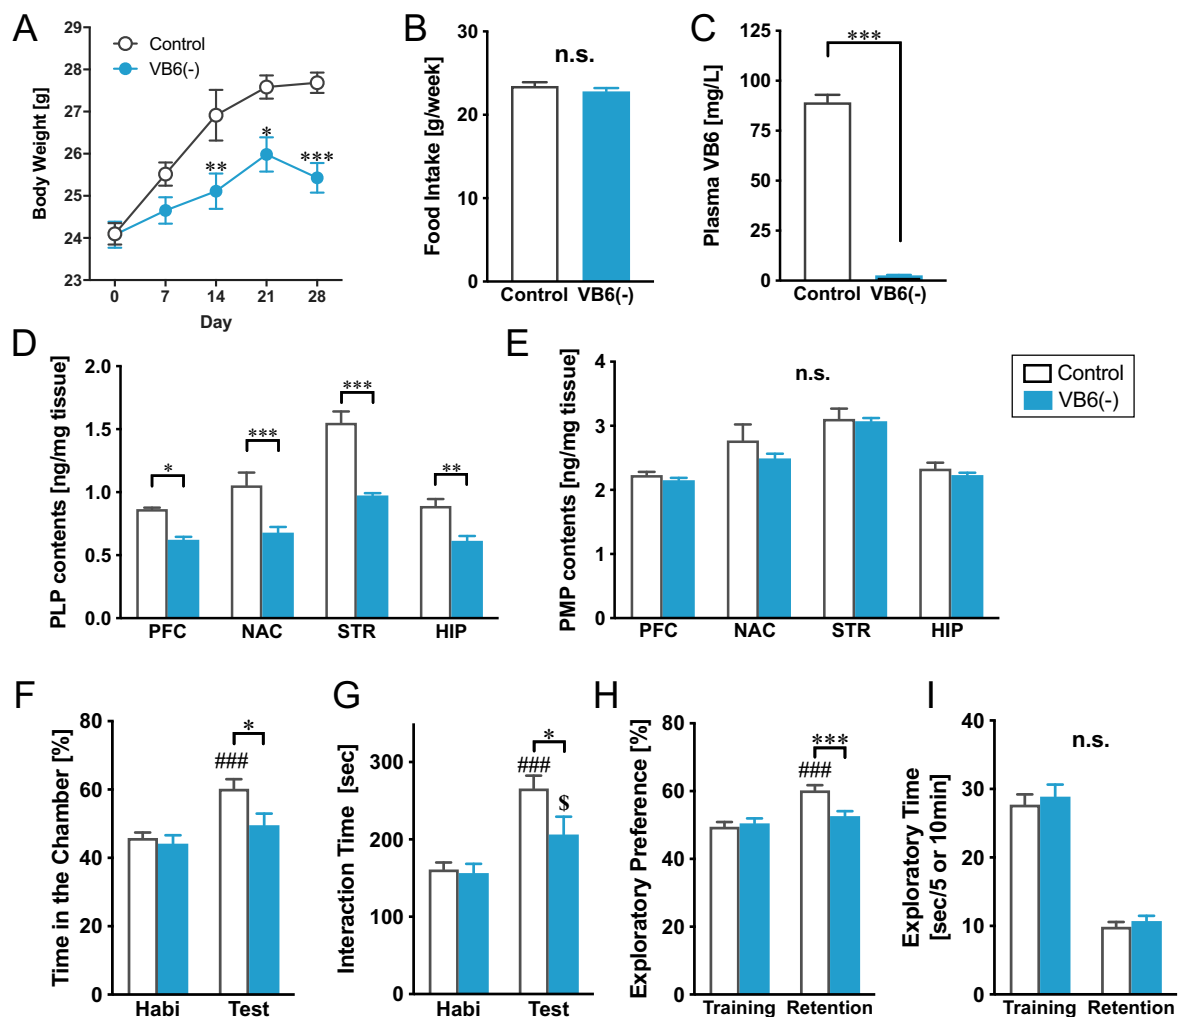 A
Body Weight [g]
29
28
27
26
25
24
23
Control
VB6(-)
**
*
***
0 7 14 21 28
Day
B
Food Intake [g/week]
30
20
10
0
n.s.
Control VB6(-)
C
Plasma VB6 [mg/L]
125
100
75
50
25
0
***
Control VB6(-)
D
PLP contents [ng/mg tissue]
2.0
1.5
1.0
0.5
0.0
*
***
***
**
PFC NAC STR HIP
E
PMP contents [ng/mg tissue]
4
3
2
1
0
n.s.
PFC NAC STR HIP
Control
VB6(-)
F
Time in the Chamber [%]
80
60
40
20
0
*
###
Habi Test
G
Interaction Time [sec]
300
200
100
0
*
###
$
Habi Test
H
Exploratory Preference [%]
80
60
40
20
0
***
###
Training Retention
I
Exploratory Time
[sec/5 or 10min]
40
30
20
10
0
n.s.
Training Retention